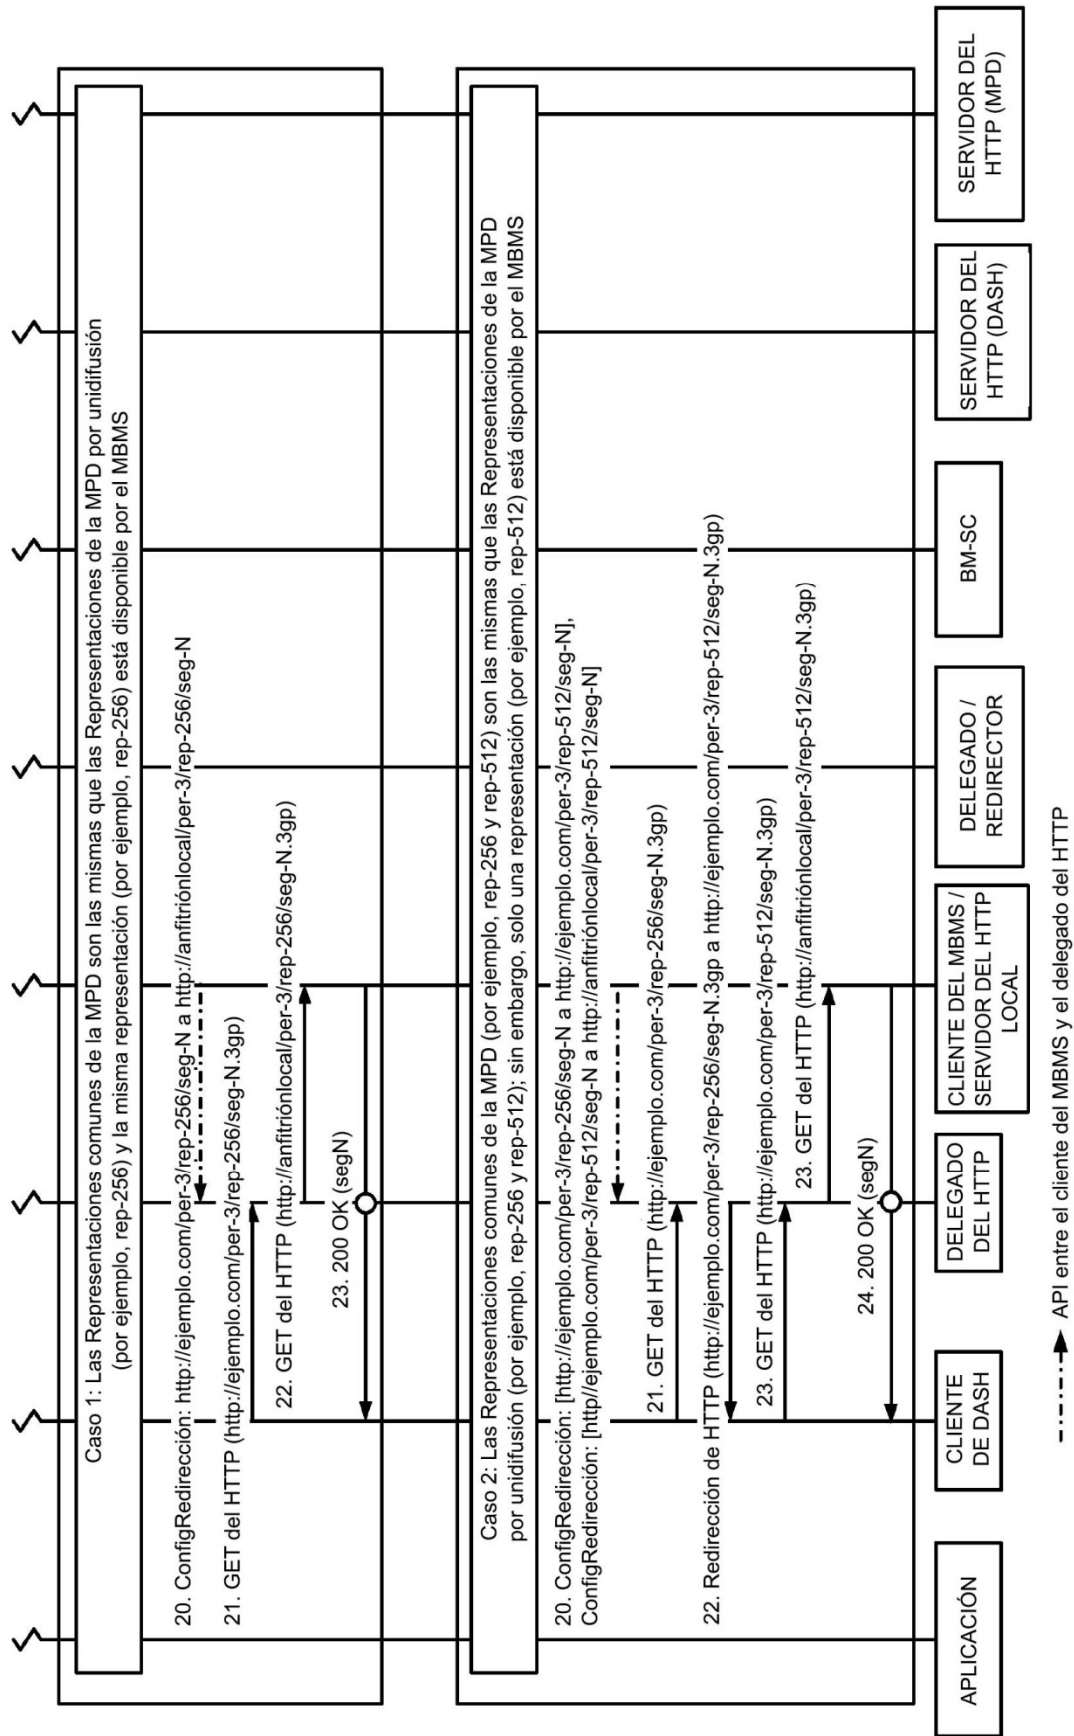 Caso 1: Las Representaciones comunes de la MPD son las mismas que las Representaciones de la MPD por unidifusión
(por ejemplo, rep-256) y la misma representación (por ejemplo, rep-256) está disponible por el MBMS
20. ConfigRedirección: http://ejemplo.com/per-3/rep-256/seg-N a http://anfitriónlocal/per-3/rep-256/seg-N
21. GET del HTTP (http://ejemplo.com/per-3/rep-256/seg-N.3gp)
22. GET del HTTP (http://anfitriónlocal/per-3/rep-256/seg-N.3gp)
23. 200 OK (segN)
Caso 2: Las Representaciones comunes de la MPD (por ejemplo, rep-256 y rep-512) son las mismas que las Representaciones de la MPD
por unidifusión (por ejemplo, rep-256 y rep-512); sin embargo, solo una representación (por ejemplo, rep-512) está disponible por el MBMS
20. ConfigRedirección: [http://ejemplo.com/per-3/rep-256/seg-N a http://ejemplo.com/per-3/rep-512/seg-N],
ConfigRedirección: [http//ejemplo.com/per-3/rep-512/seg-N a http://anfitriónlocal/per-3/rep-512/seg-N]
21. GET del HTTP (http://ejemplo.com/per-3/rep-256/seg-N.3gp)
22. Redirección de HTTP (http://ejemplo.com/per-3/rep-256/seg-N.3gp a http://ejemplo.com/per-3/rep-512/seg-N.3gp)
23. GET del HTTP (http://ejemplo.com/per-3/rep-512/seg-N.3gp)
23. GET del HTTP (http://anfitriónlocal/per-3/rep-512/seg-N.3gp)
24. 200 OK (segN)
APLICACIÓN
CLIENTE
DE DASH
DELEGADO
DEL HTTP
CLIENTE DEL MBMS /
SERVIDOR DEL HTTP
LOCAL
DELEGADO /
REDIRECTOR
BM-SC
SERVIDOR DEL
HTTP (DASH)
SERVIDOR DEL
HTTP (MPD)
API entre el cliente del MBMS y el delegado del HTTP